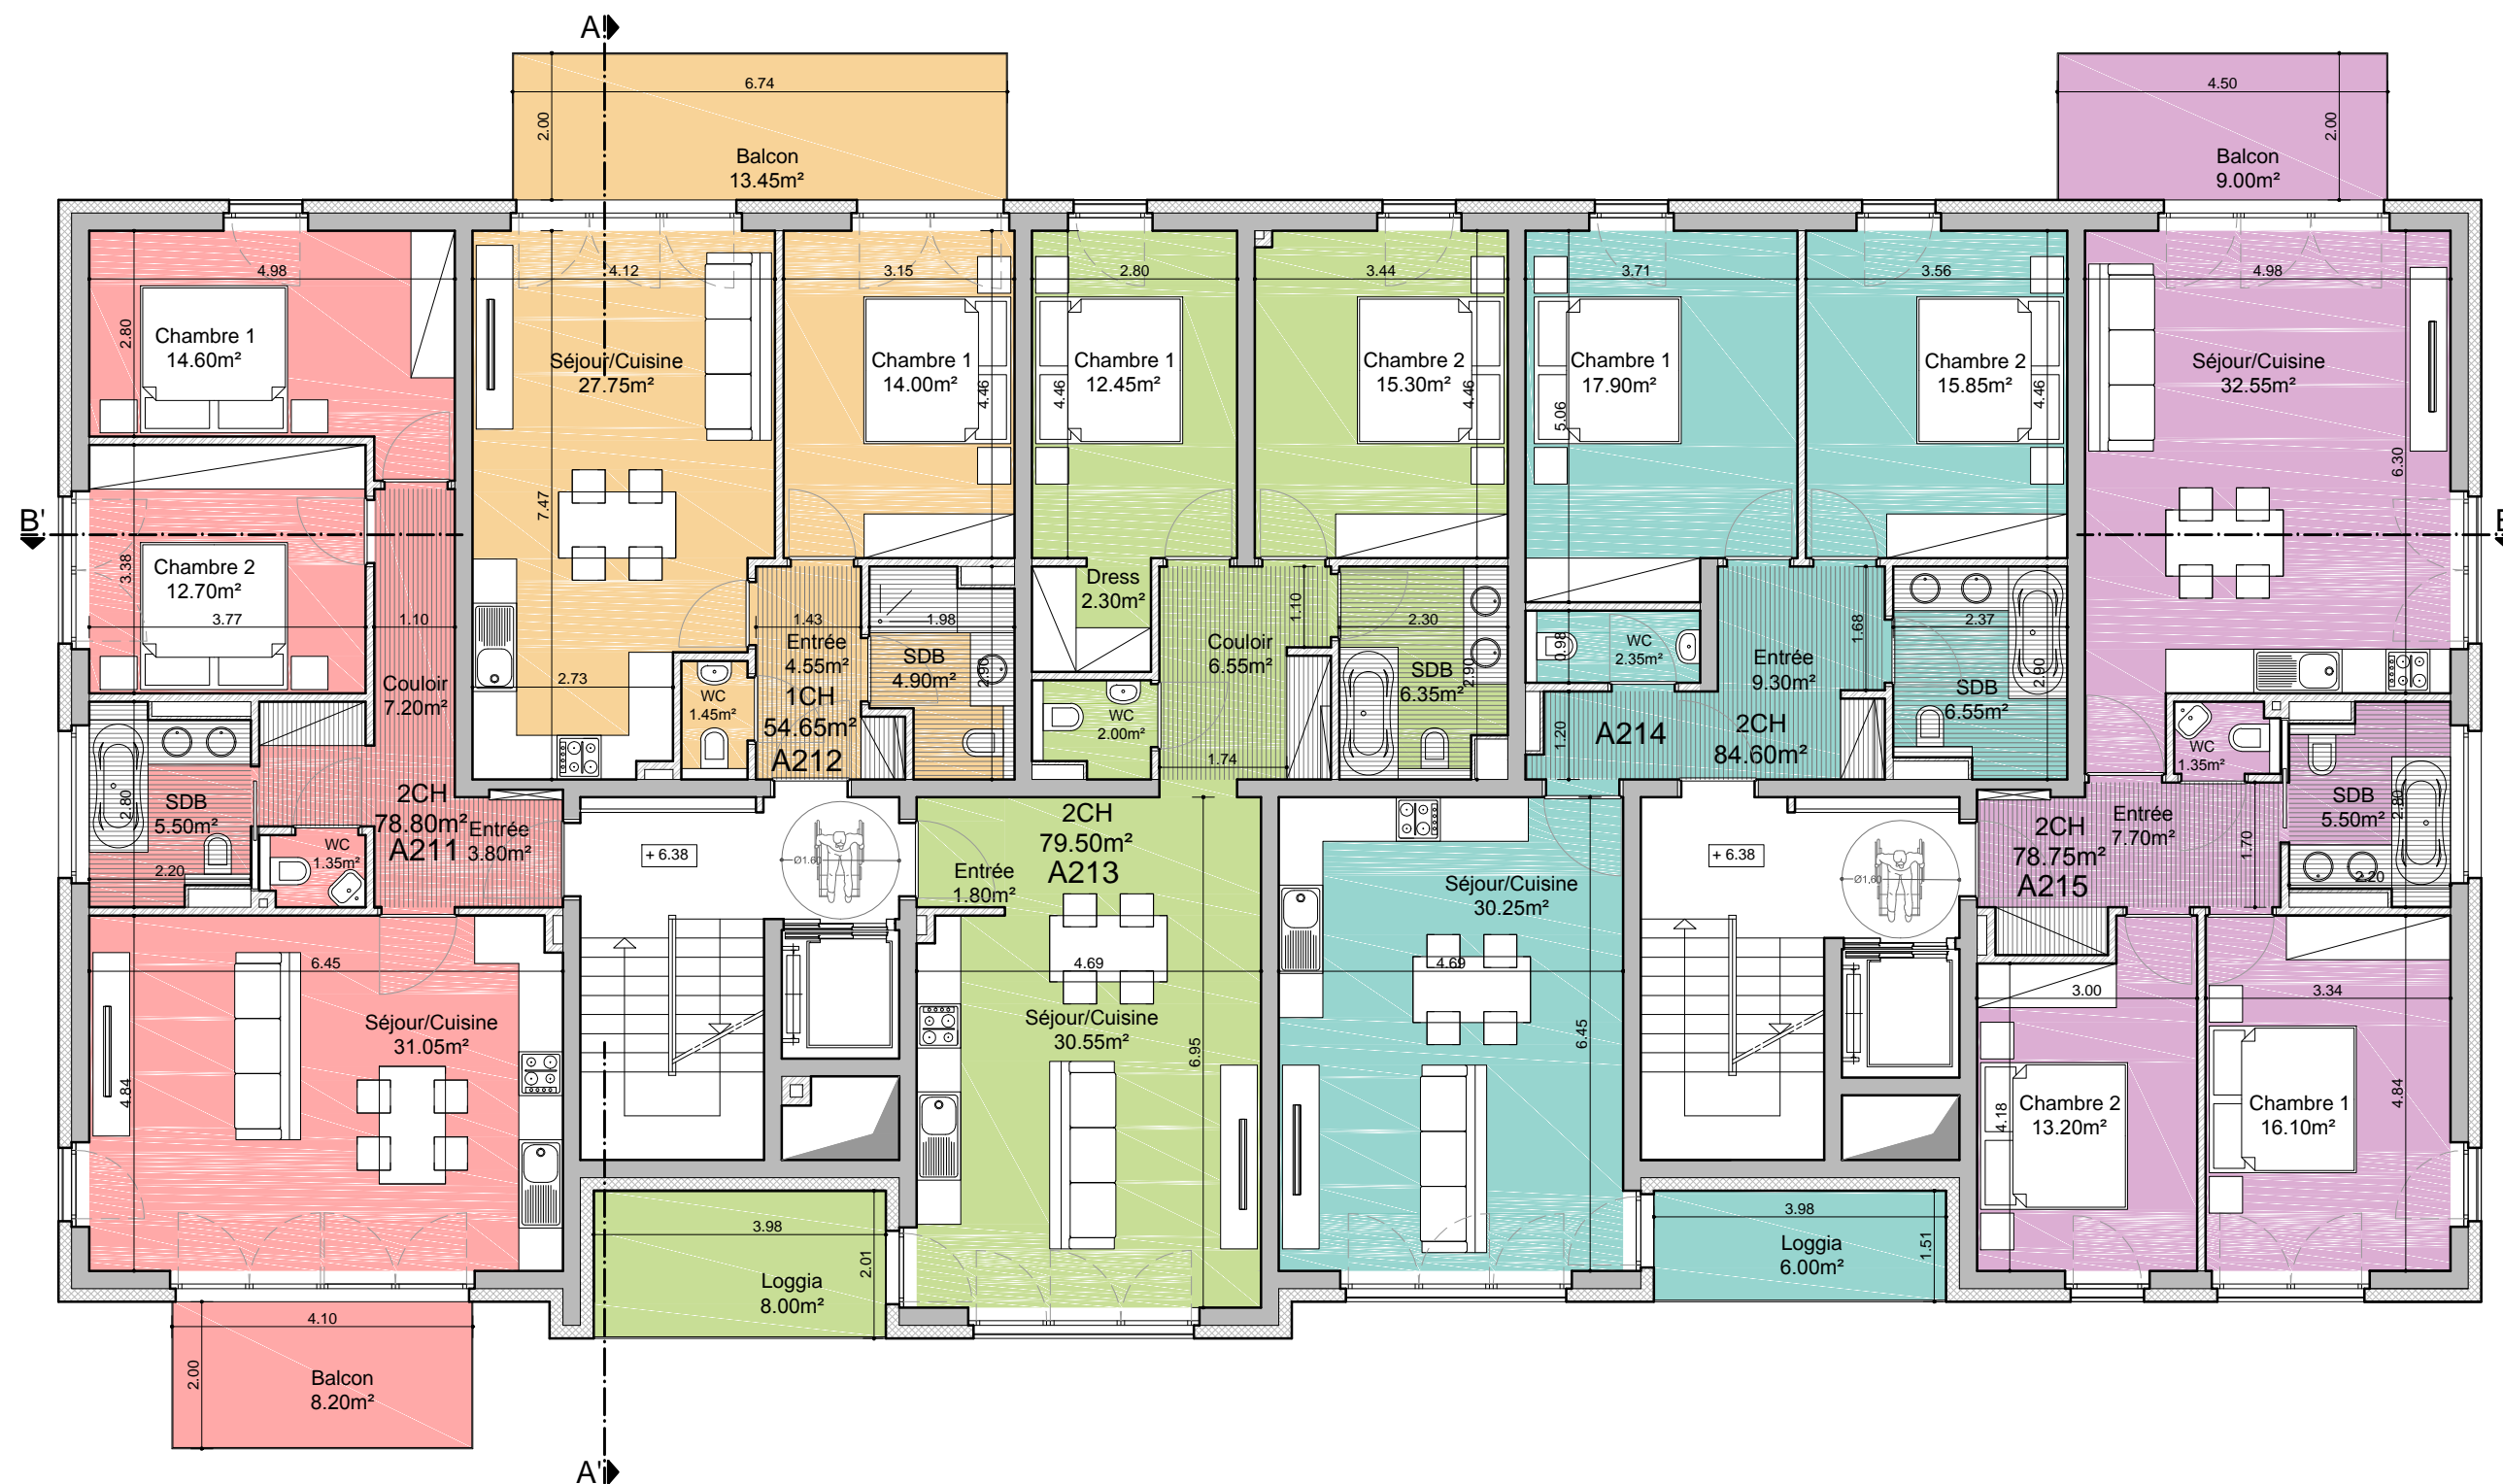 A
6.74
2.00
Balcon
13.45m²
4.50
2.00
Balcon
9.00m²
4.98
2.80
Chambre 1
14.60m²
4.12
Séjour/Cuisine
27.75m²
7.47
3.15
Chambre 1
14.00m²
4.46
2.80
Chambre 1
12.45m²
4.46
3.44
Chambre 2
15.30m²
4.46
3.71
Chambre 1
17.90m²
5.06
3.56
Chambre 2
15.85m²
4.46
4.98
Séjour/Cuisine
32.55m²
6.30
B'
3.38
Chambre 2
12.70m²
3.77
1.10
Couloir
7.20m²
2.73
WC
1.45m²
1.43
Entrée
4.55m²
1CH
54.65m²
A212
1.98
SDB
4.90m²
2.90
Dress
2.30m²
WC
2.00m²
Couloir
6.55m²
1.10
1.74
2.30
SDB
6.35m²
2.90
0.98
WC
2.35m²
1.20
A214
1.68
Entrée
9.30m²
2CH
84.60m²
2.37
SDB
6.55m²
2.90
WC
1.35m²
2.80
SDB
5.50m²
2.20
WC
1.35m²
2CH
78.80m²
A211
Entrée
3.80m²
+ 6.38
Ø1.60
Entrée
1.80m²
2CH
79.50m²
A213
Séjour/Cuisine
30.25m²
+ 6.38
Ø1.60
2CH
78.75m²
A215
Entrée
7.70m²
1.70
SDB
5.50m²
2.80
2.20
6.45
Séjour/Cuisine
31.05m²
4.84
4.69
Séjour/Cuisine
30.55m²
6.95
4.69
6.45
3.00
Chambre 2
13.20m²
4.18
3.34
Chambre 1
16.10m²
4.84
3.98
2.01
Loggia
8.00m²
3.98
1.51
Loggia
6.00m²
4.10
2.00
Balcon
8.20m²
A'